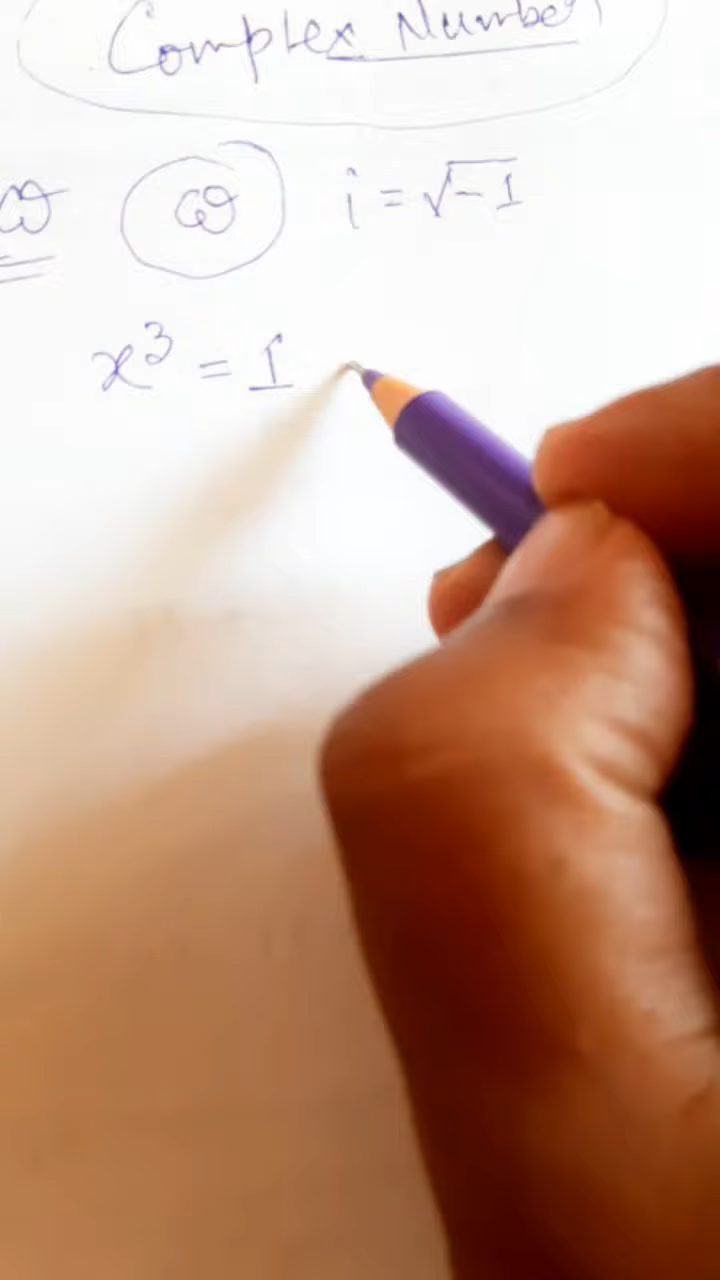 Complex Number
ω ω i = √-1
x³ = 1